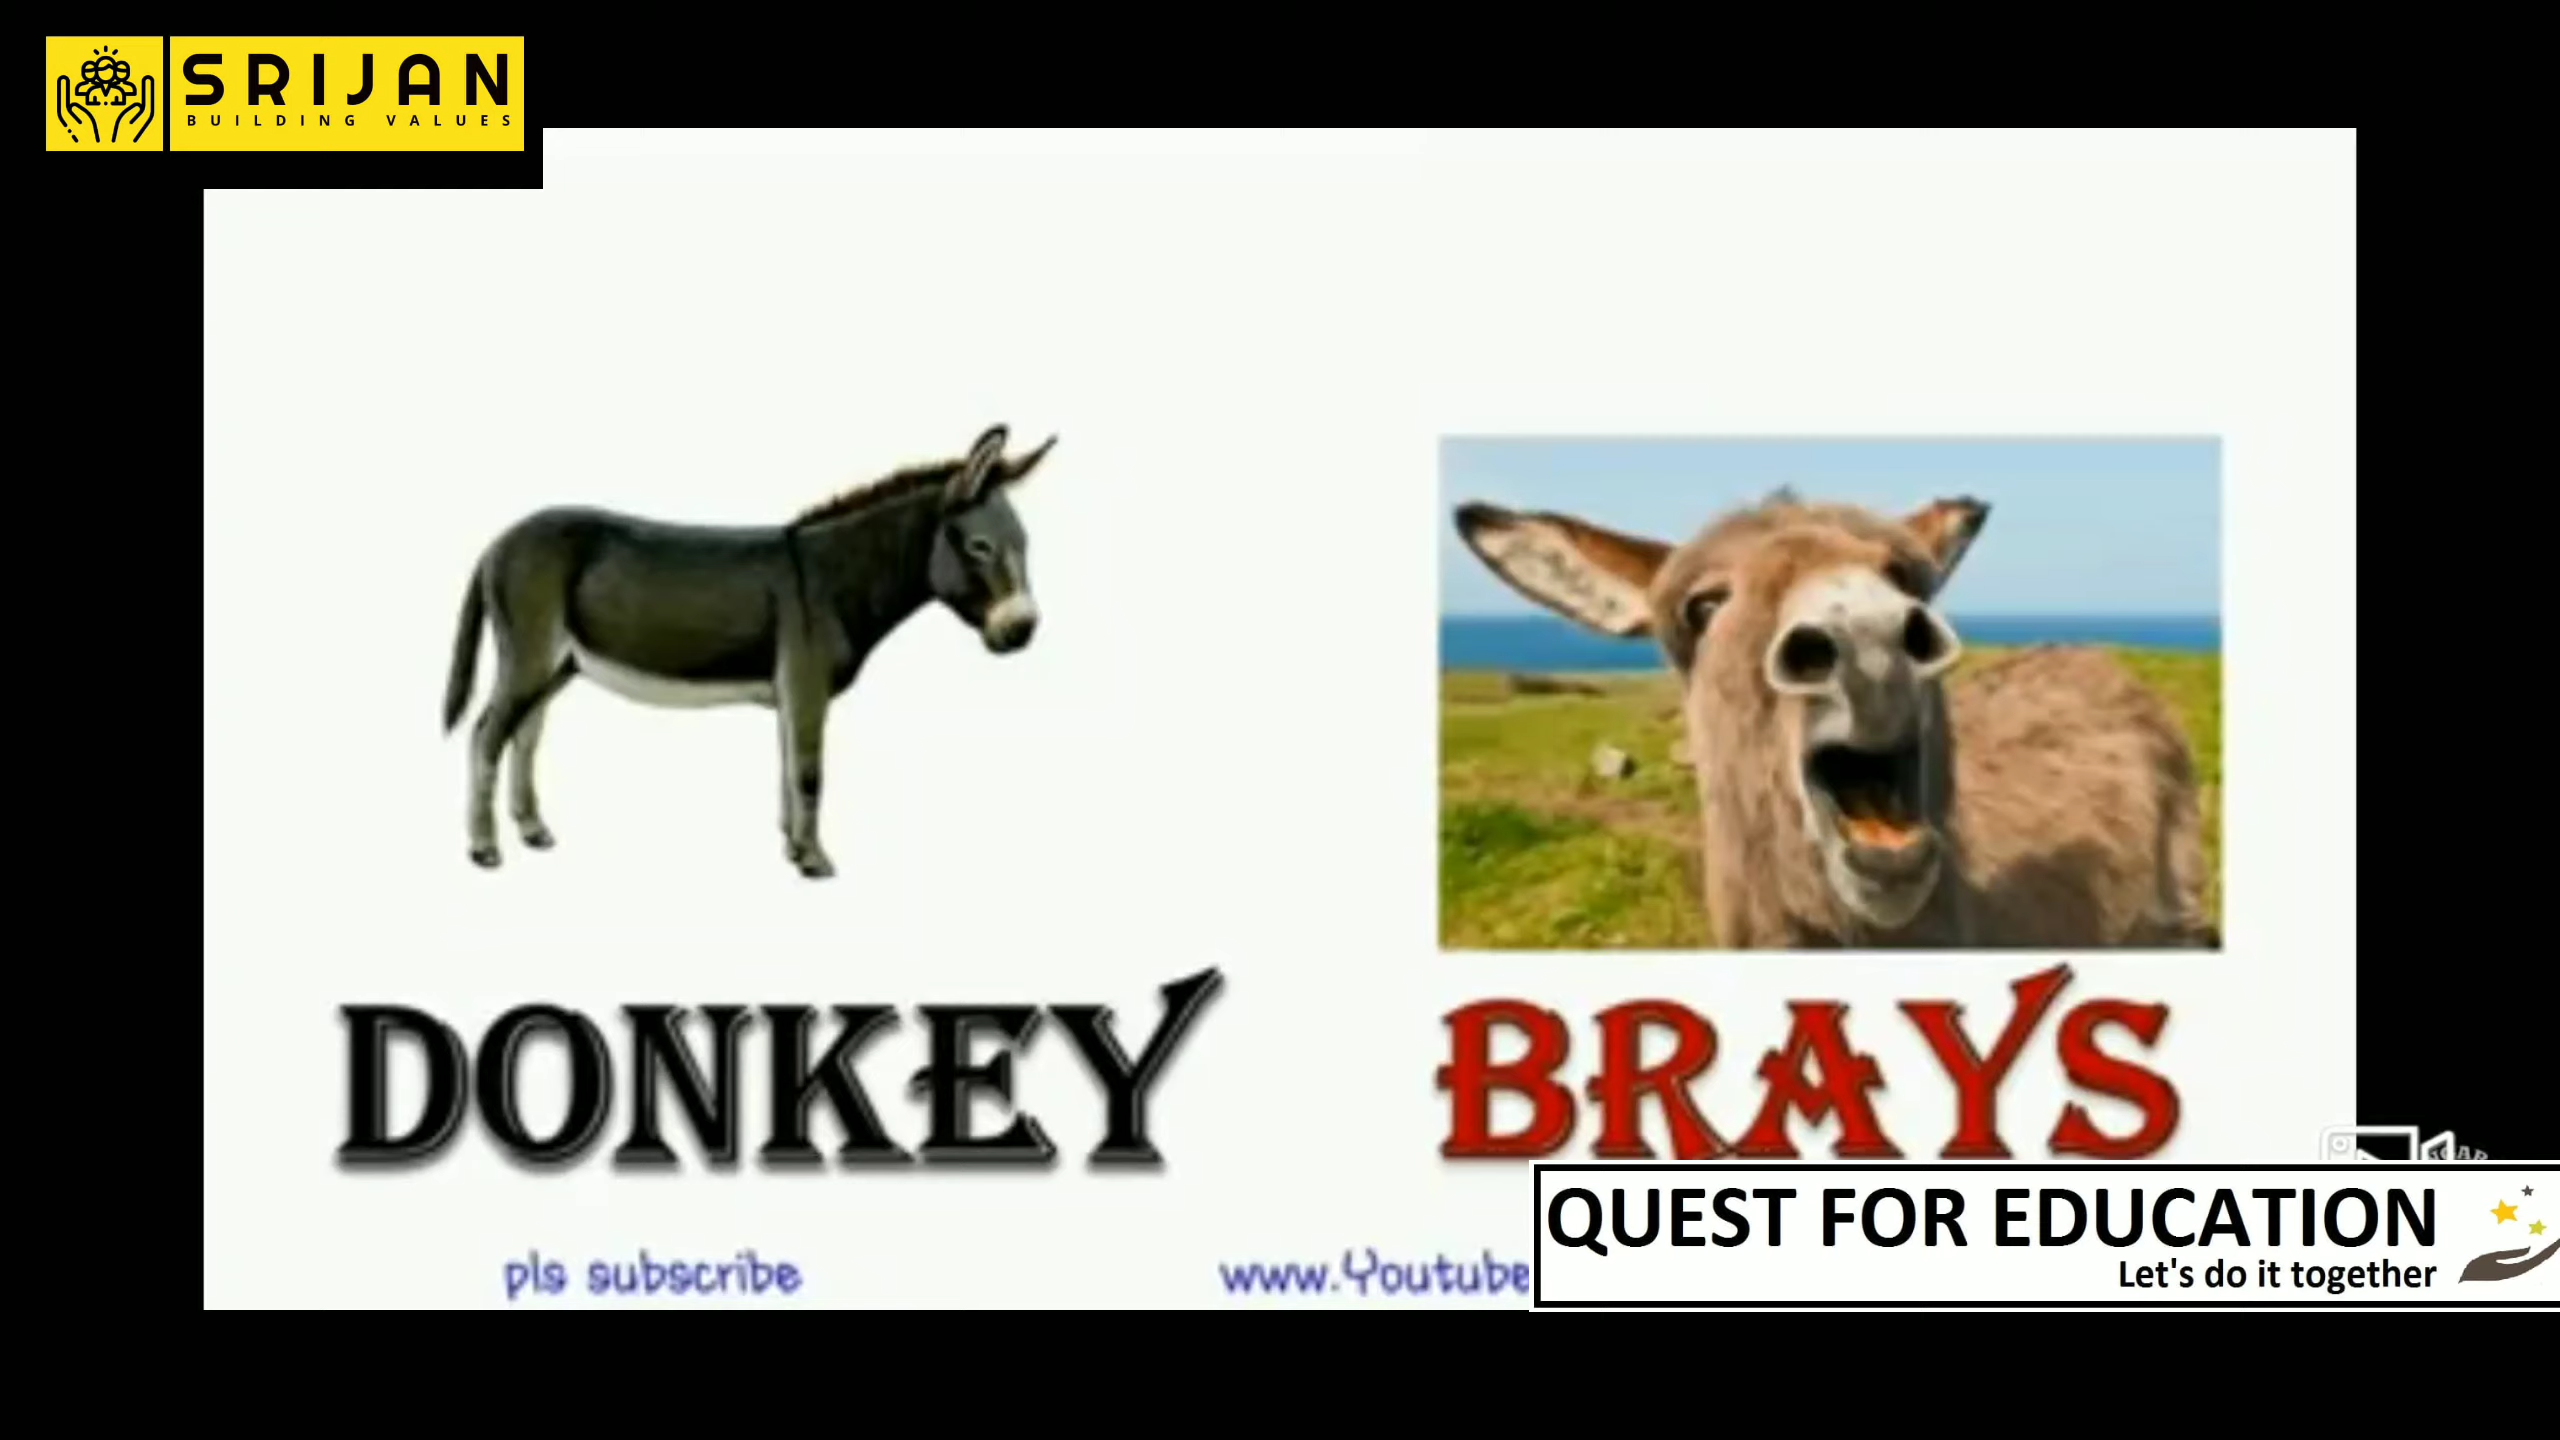 SRIJAN
BUILDING VALUES
DONKEY
BRAYS
QUEST FOR EDUCATION
Let's do it together
pls subscribe
www.Youtube